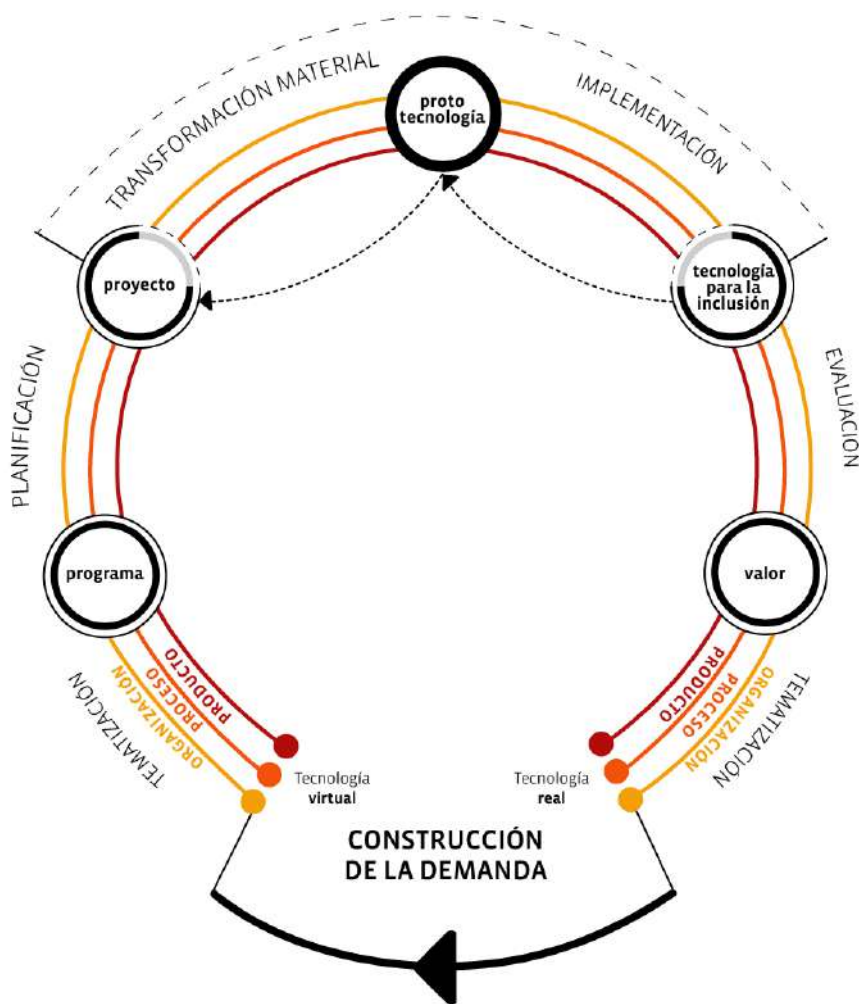 TRANSFORMACIÓN MATERIAL
IMPLEMENTACIÓN
proto
tecnología
proyecto
tecnología
para la
inclusión
PLANIFICACIÓN
EVALUACIÓN
programa
valor
TEMATIZACIÓN
ORGANIZACIÓN
PROCESO
PRODUCTO
PRODUCTO
PROCESO
ORGANIZACIÓN
TEMATIZACIÓN
Tecnología
virtual
Tecnología
real
CONSTRUCCIÓN
DE LA DEMANDA